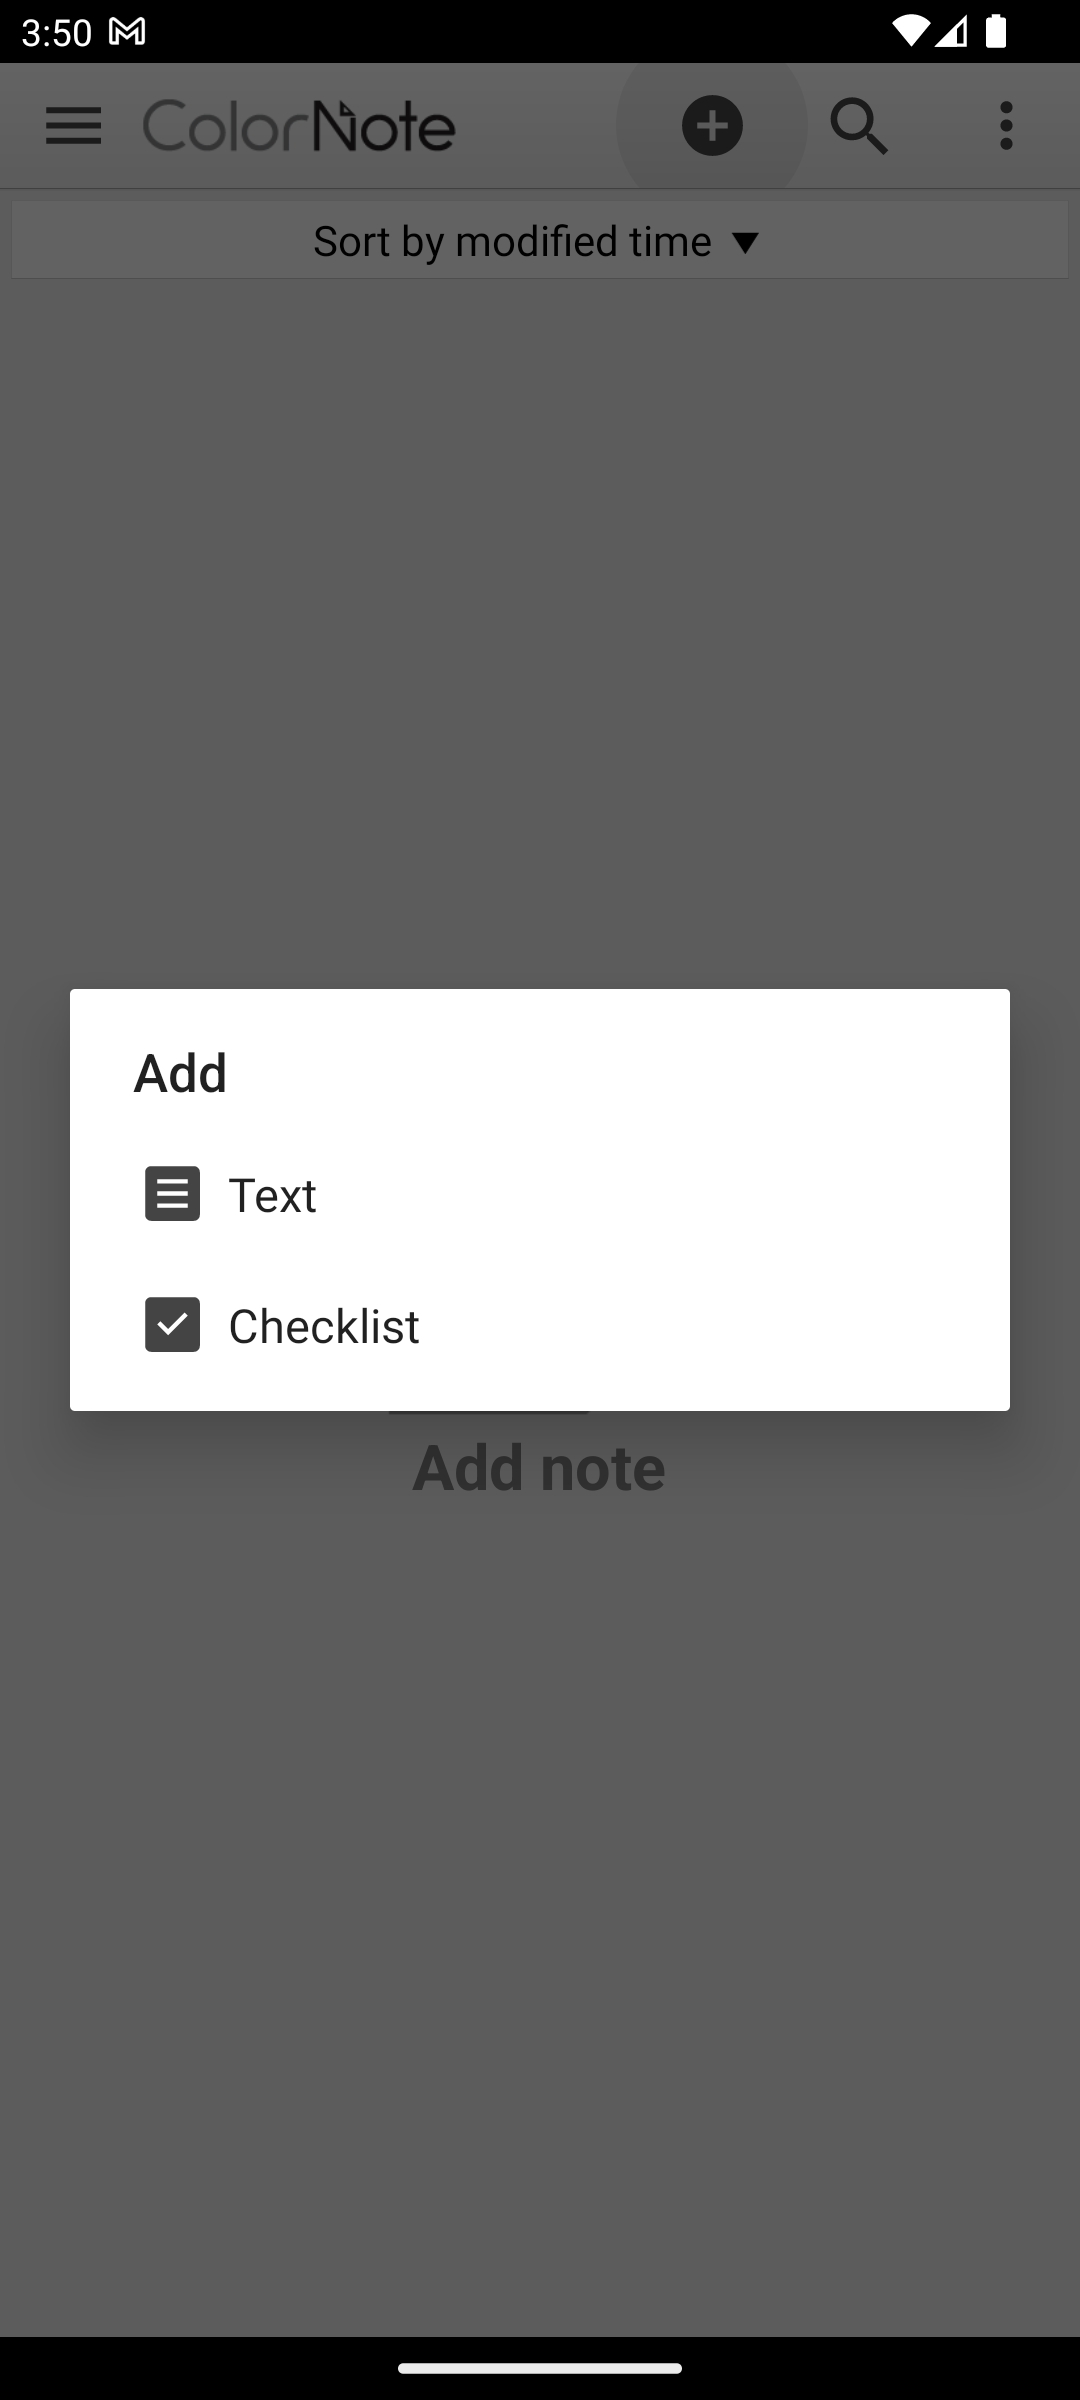 3:50
ColorNote
Sort by modified time ▼
Add
Text
Checklist
Add note